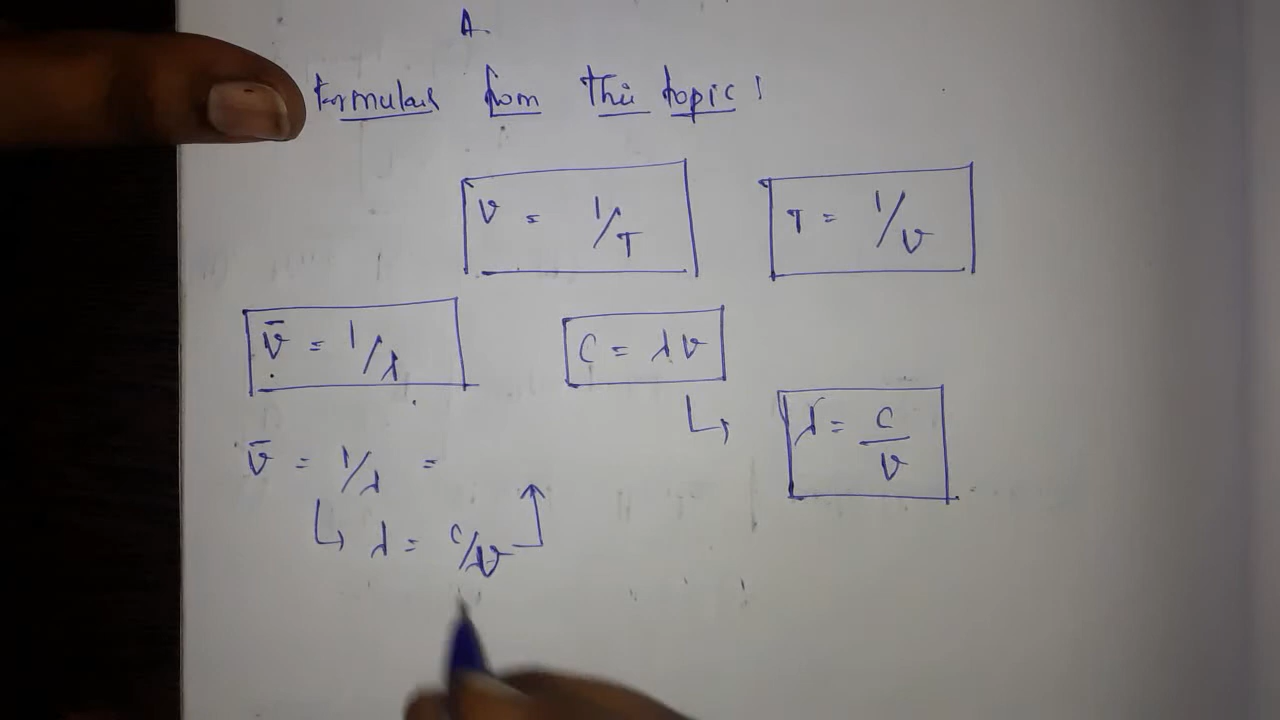 A.
Formulas from this topic :
ν = 1/T
T = 1/ν
ν̄ = 1/λ
C = λν
λ = C/ν
ν̄ = 1/λ =
↳ λ = C/ν